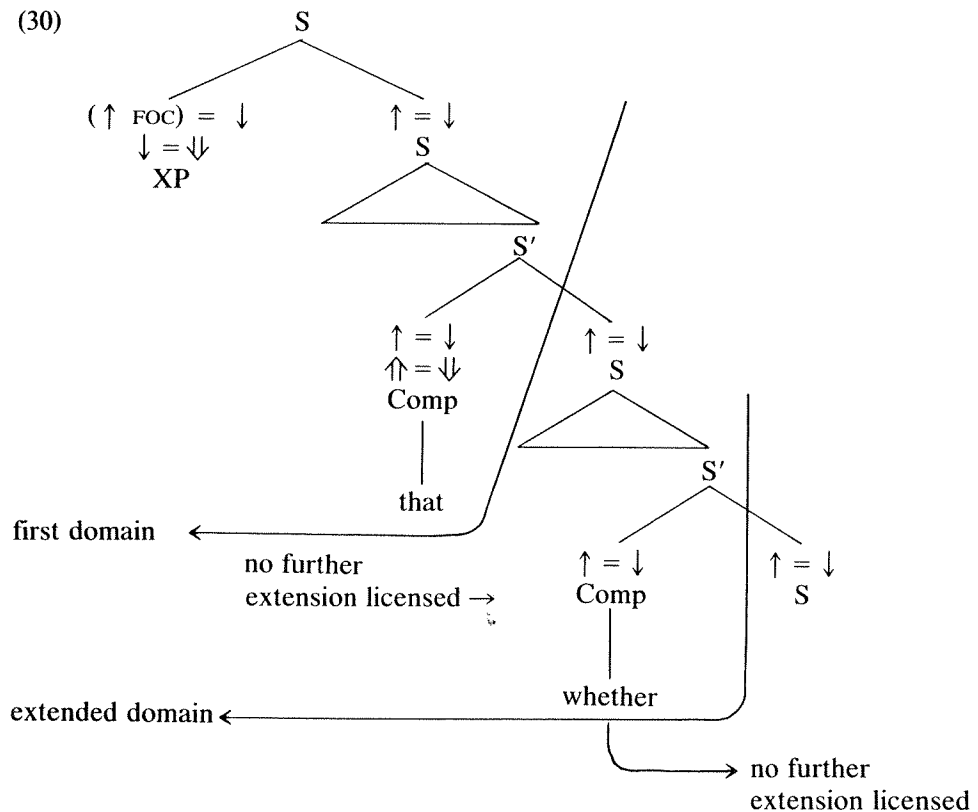 (30)
S
(↑ FOC) = ↓
↑ = ↓
↓ = ⇓
S
XP
S′
↑ = ↓
↑ = ↓
⇑ = ⇓
S
Comp
that
S′
first domain
no further
extension licensed →
↑ = ↓
↑ = ↓
Comp
S
whether
extended domain
no further
extension licensed